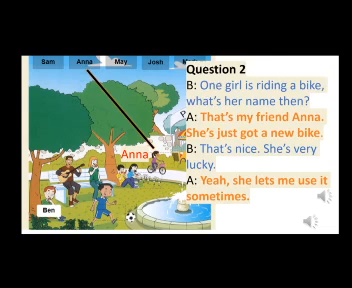 Sam Anna May Josh
Question 2
B: One girl is riding a bike,
what's her name then?
A: That's my friend Anna.
She's just got a new bike.
B: That's nice. She's very
lucky.
A: Yeah, she lets me use it
sometimes.
Anna
Ben